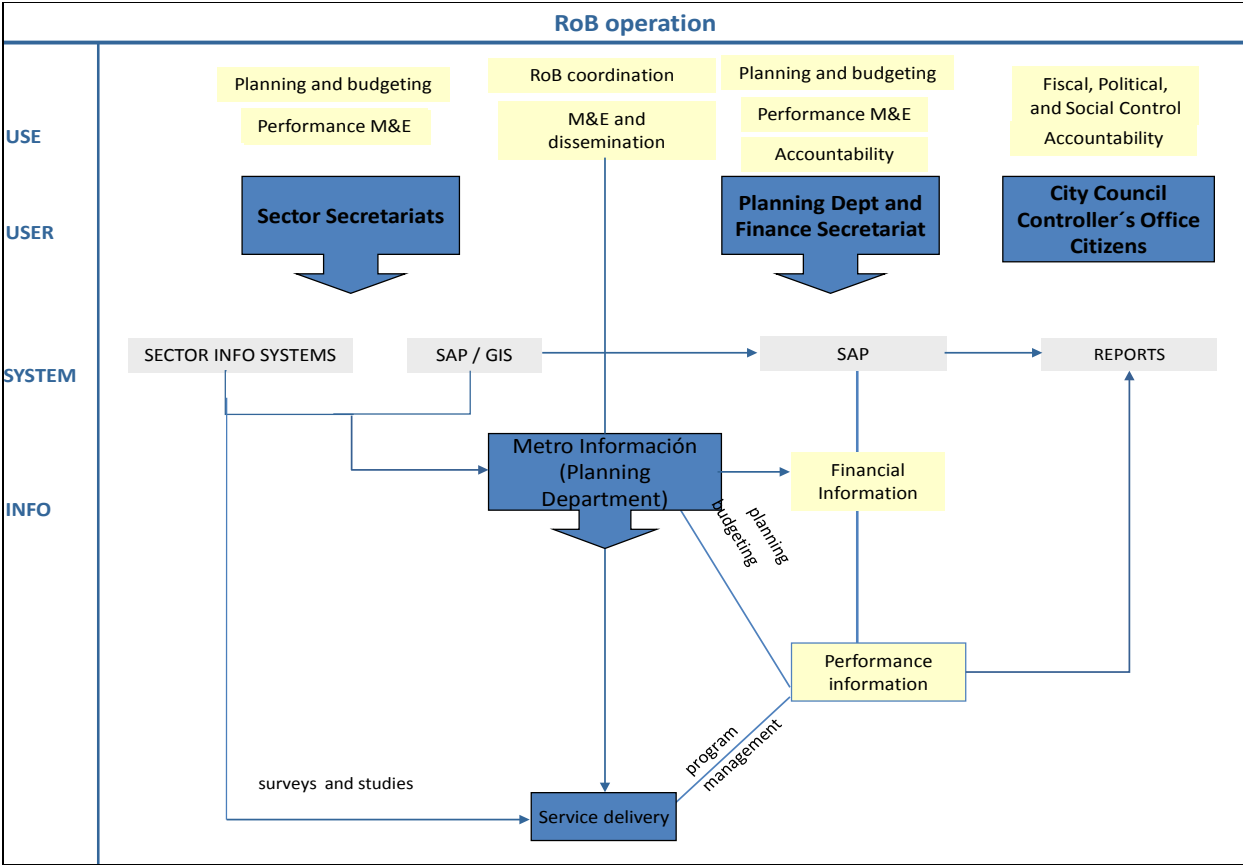 RoB operation
USE
Planning and budgeting
Performance M&E
RoB coordination
M&E and
dissemination
Planning and budgeting
Performance M&E
Accountability
Fiscal, Political,
and Social Control
Accountability
USER
Sector Secretariats
Planning Dept and
Finance Secretariat
City Council
Controller´s Office
Citizens
SYSTEM
SECTOR INFO SYSTEMS
SAP / GIS
SAP
REPORTS
INFO
Metro Información
(Planning
Department)
Financial
Information
planning
budgeting
Performance
information
program
management
surveys and studies
Service delivery